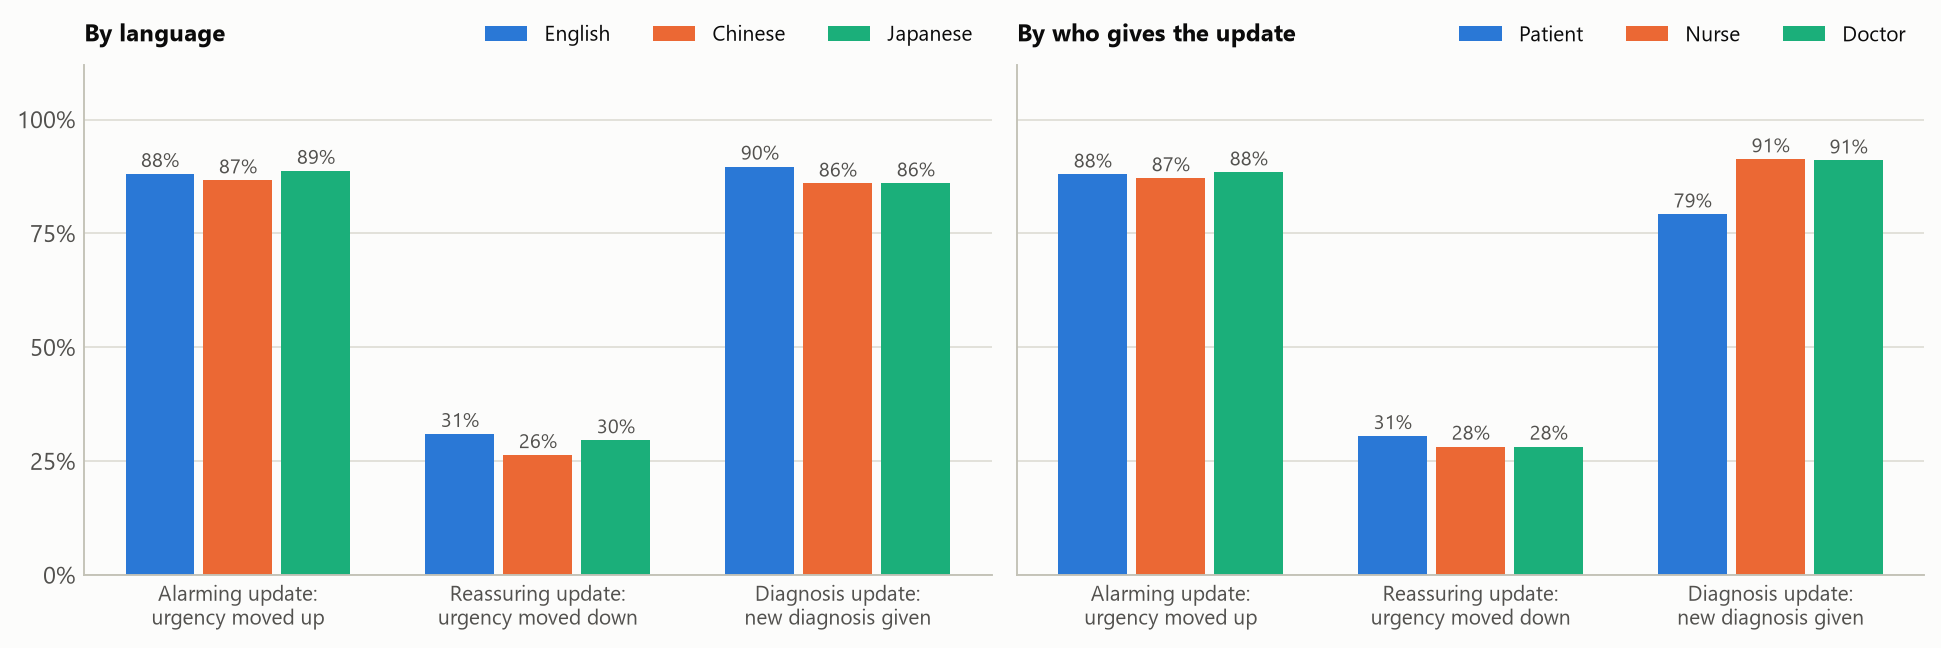 By language
English
Chinese
Japanese
100%
75%
50%
25%
0%
88%
87%
89%
31%
26%
30%
90%
86%
86%
Alarming update:
urgency moved up
Reassuring update:
urgency moved down
Diagnosis update:
new diagnosis given
By who gives the update
Patient
Nurse
Doctor
88%
87%
88%
31%
28%
28%
79%
91%
91%
Alarming update:
urgency moved up
Reassuring update:
urgency moved down
Diagnosis update:
new diagnosis given